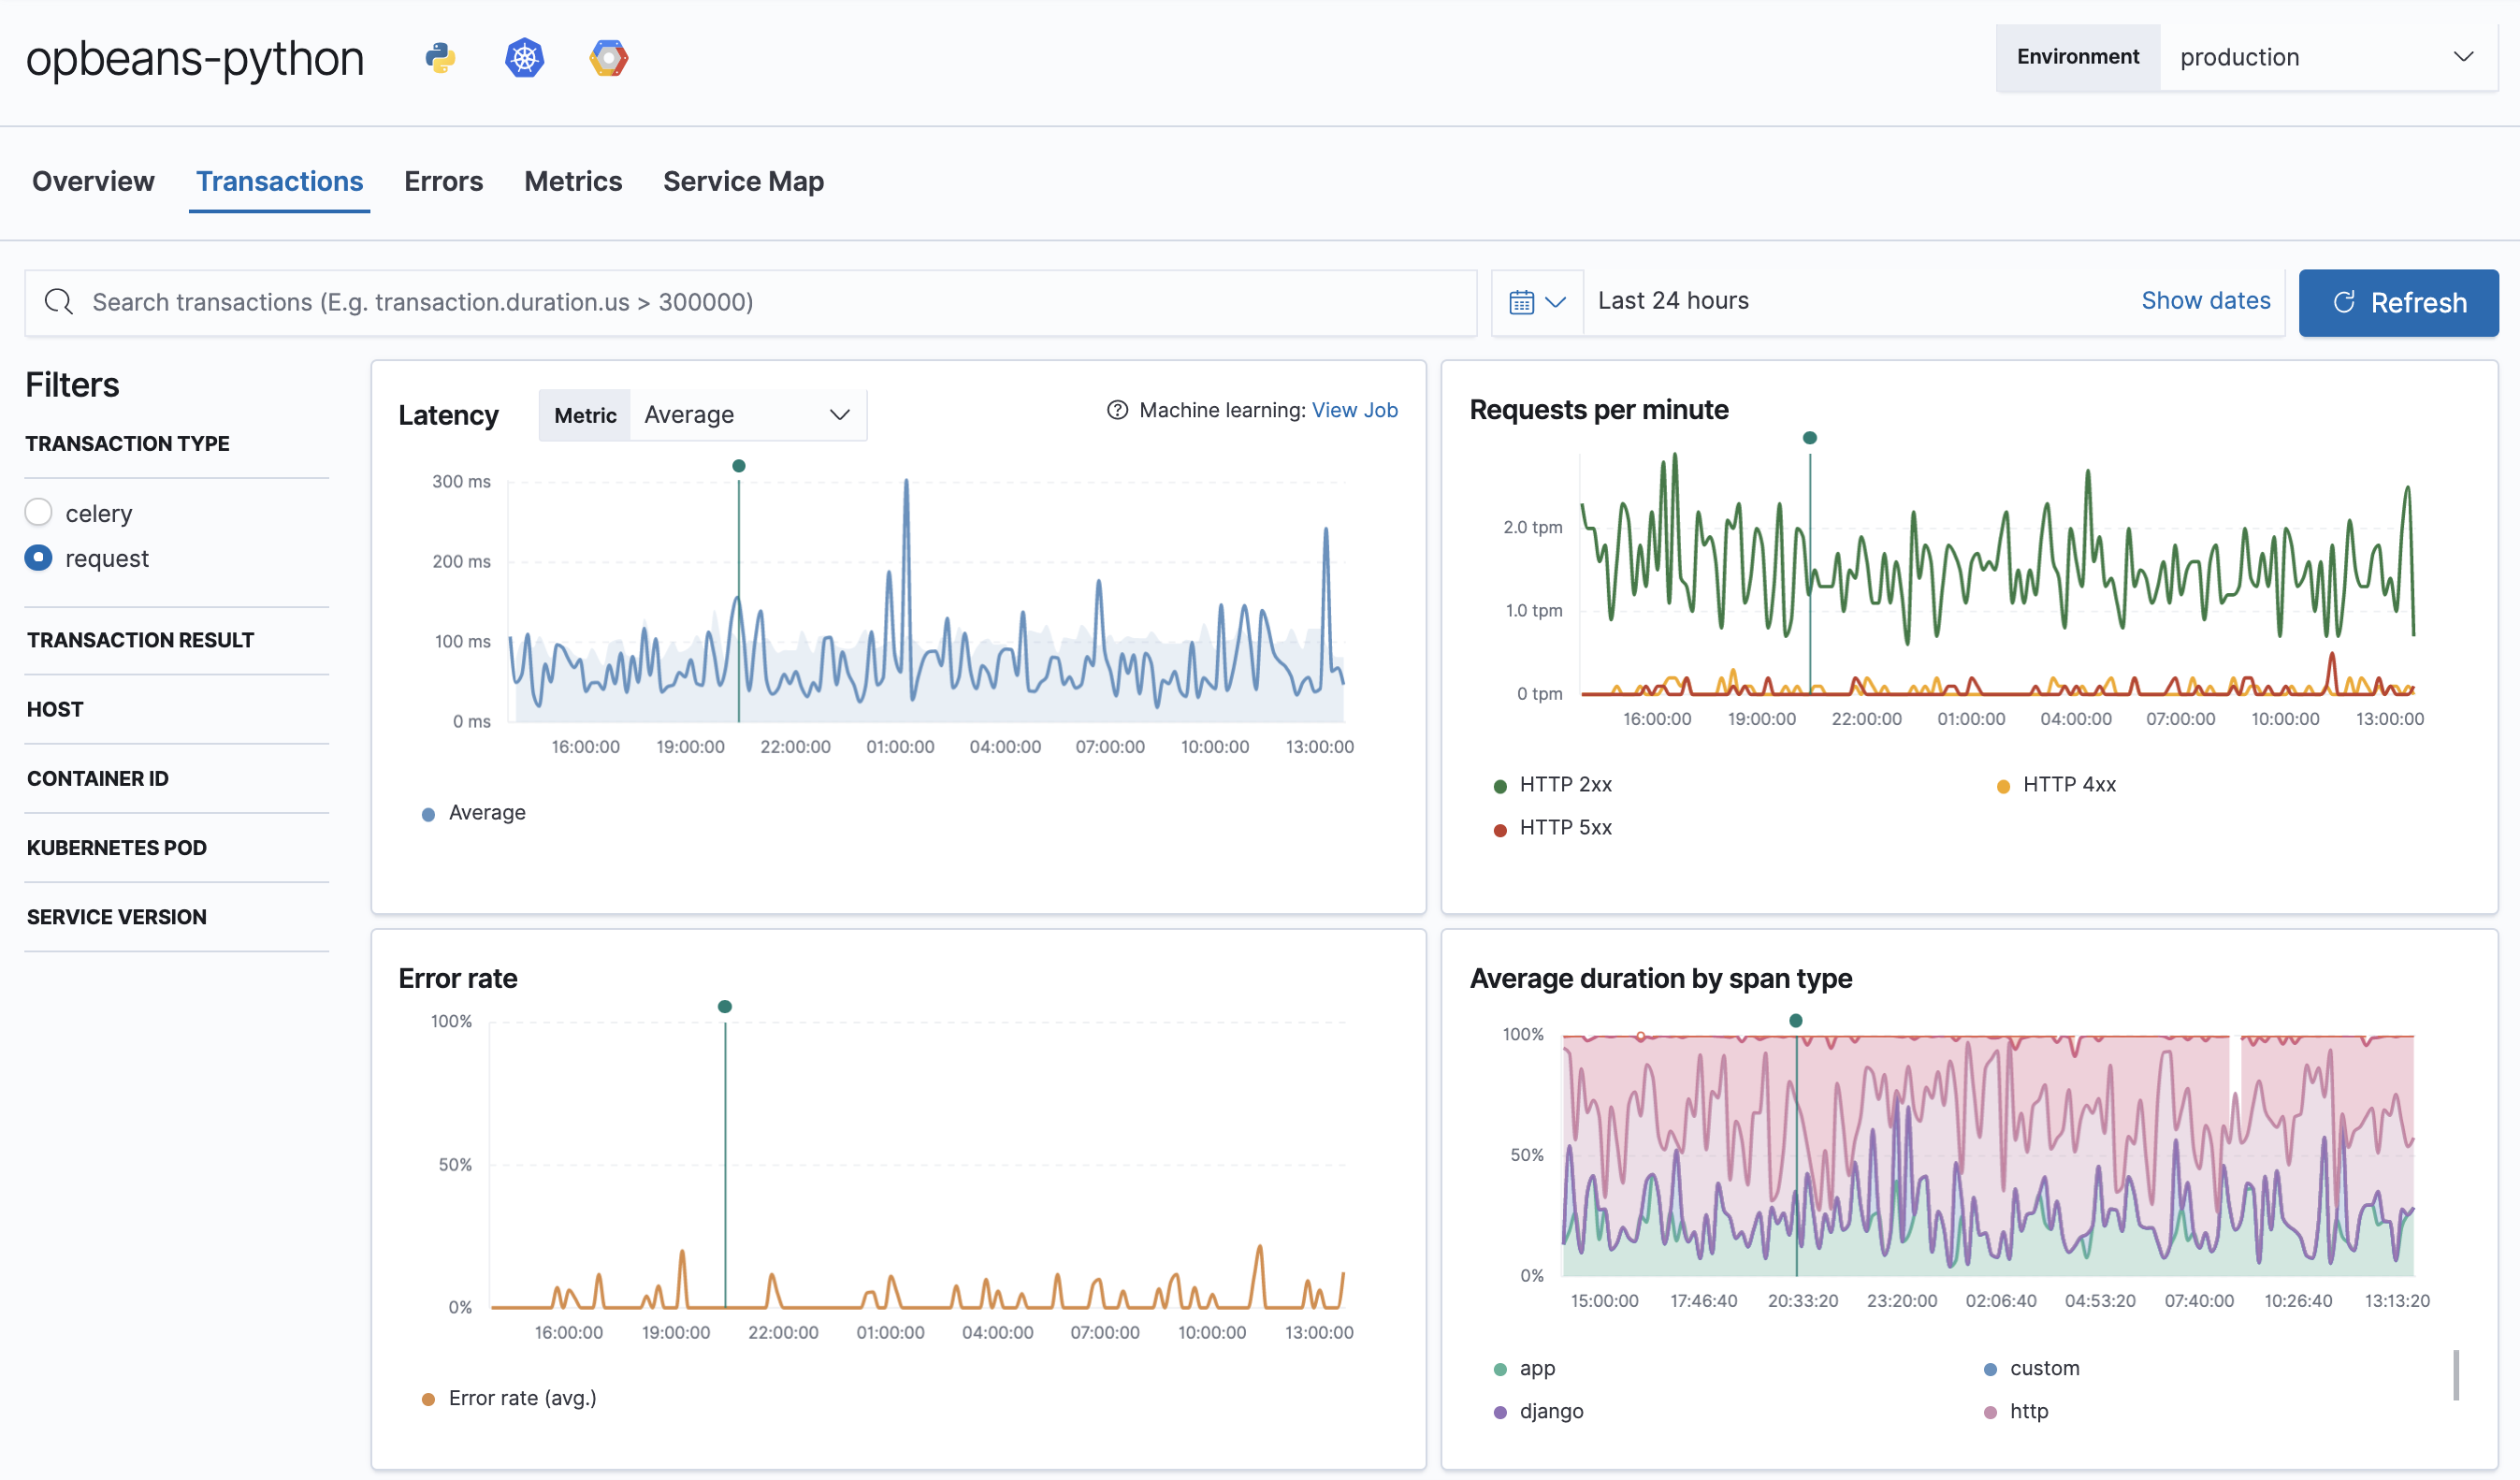 opbeans-python
Environment production
Overview Transactions Errors Metrics Service Map
Search transactions (E.g. transaction.duration.us > 300000)
Last 24 hours Show dates Refresh
Filters
TRANSACTION TYPE
celery
request
TRANSACTION RESULT
HOST
CONTAINER ID
KUBERNETES POD
SERVICE VERSION
Latency Metric Average Machine learning: View Job
300 ms
200 ms
100 ms
0 ms
16:00:00 19:00:00 22:00:00 01:00:00 04:00:00 07:00:00 10:00:00 13:00:00
Average
Requests per minute
2.0 tpm
1.0 tpm
0 tpm
16:00:00 19:00:00 22:00:00 01:00:00 04:00:00 07:00:00 10:00:00 13:00:00
HTTP 2xx HTTP 4xx
HTTP 5xx
Error rate
100%
50%
0%
16:00:00 19:00:00 22:00:00 01:00:00 04:00:00 07:00:00 10:00:00 13:00:00
Error rate (avg.)
Average duration by span type
100%
50%
0%
15:00:00 17:46:40 20:33:20 23:20:00 02:06:40 04:53:20 07:40:00 10:26:40 13:13:20
app custom
django http